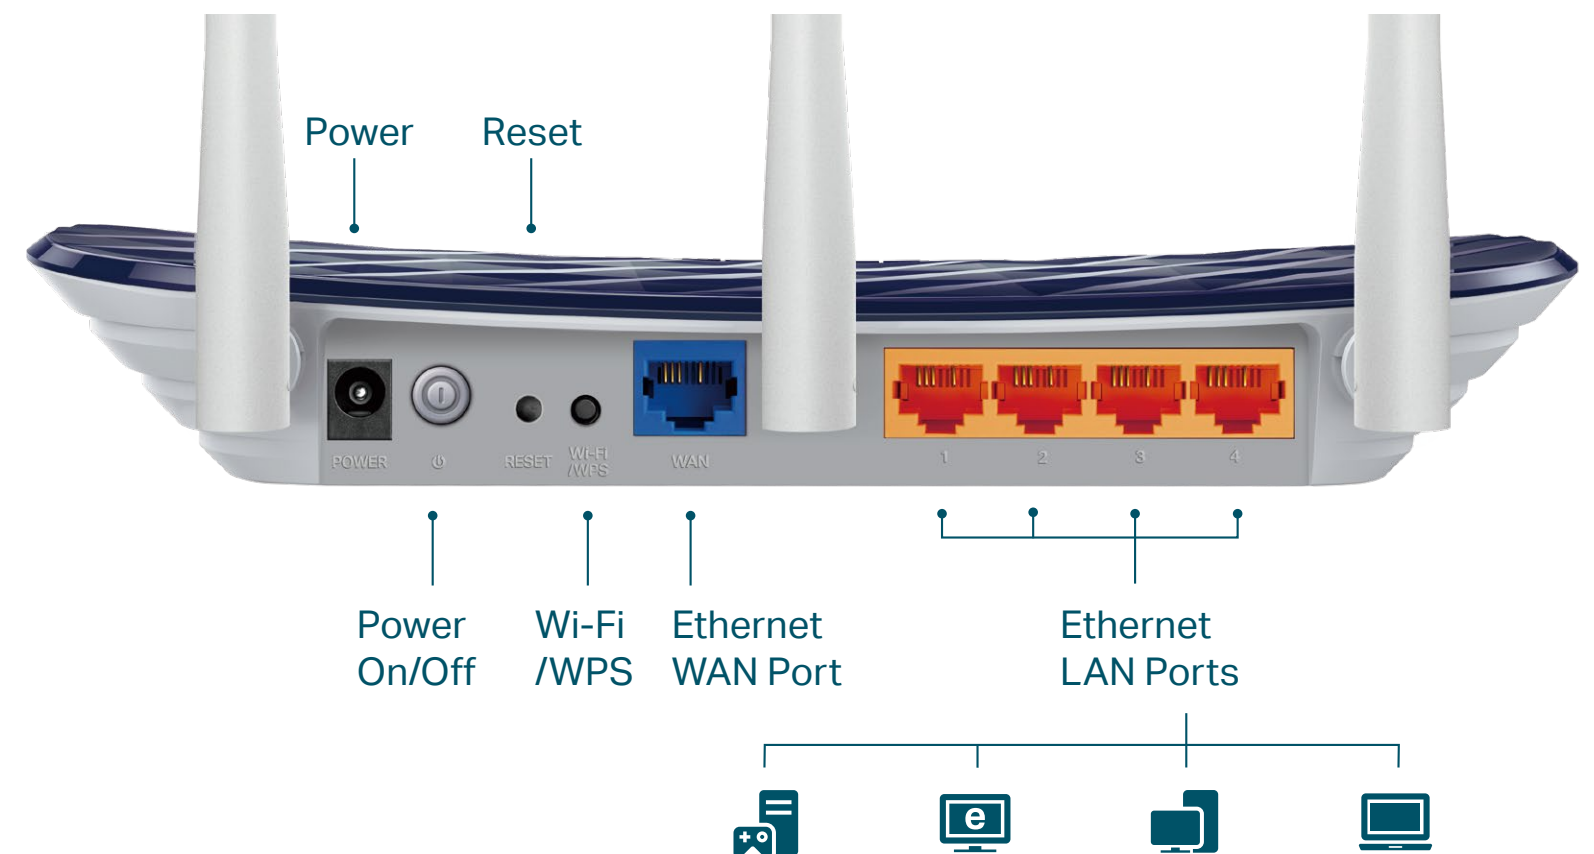 Power
Reset
POWER
RESET
Wi-Fi
/WPS
WAN
1
2
3
4
Power
On/Off
Wi-Fi
/WPS
Ethernet
WAN Port
Ethernet
LAN Ports
e